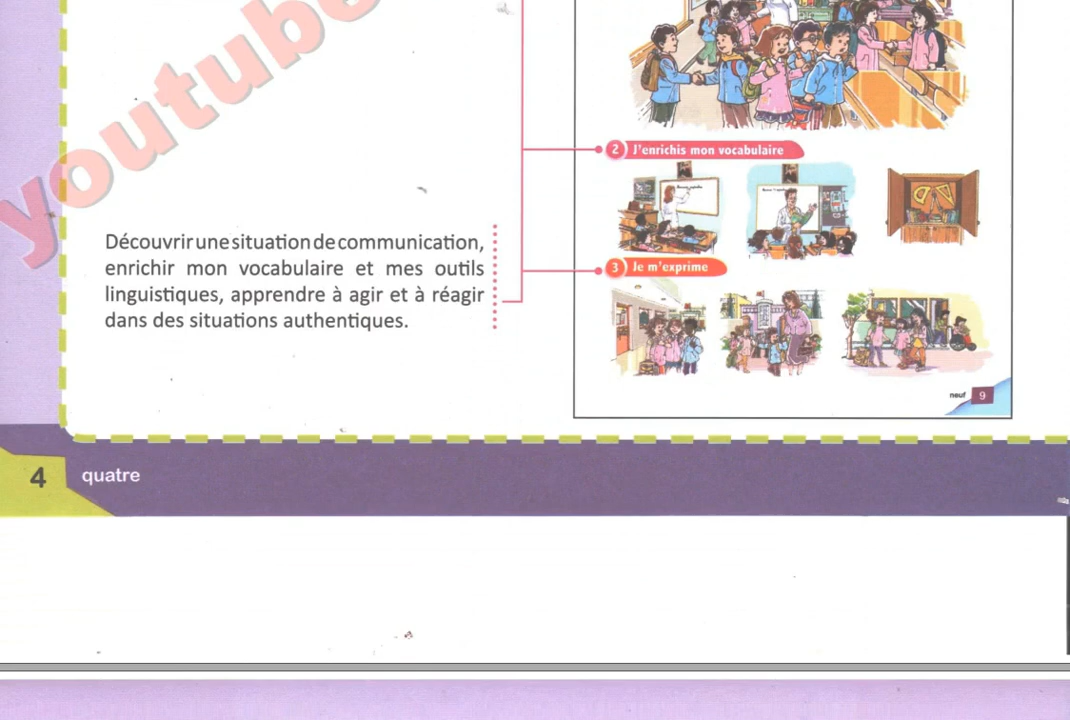 youtube
2 J'enrichis mon vocabulaire
Découvrir une situation de communication,
enrichir mon vocabulaire et mes outils
linguistiques, apprendre à agir et à réagir
dans des situations authentiques.
3 Je m'exprime
neuf 9
4 quatre